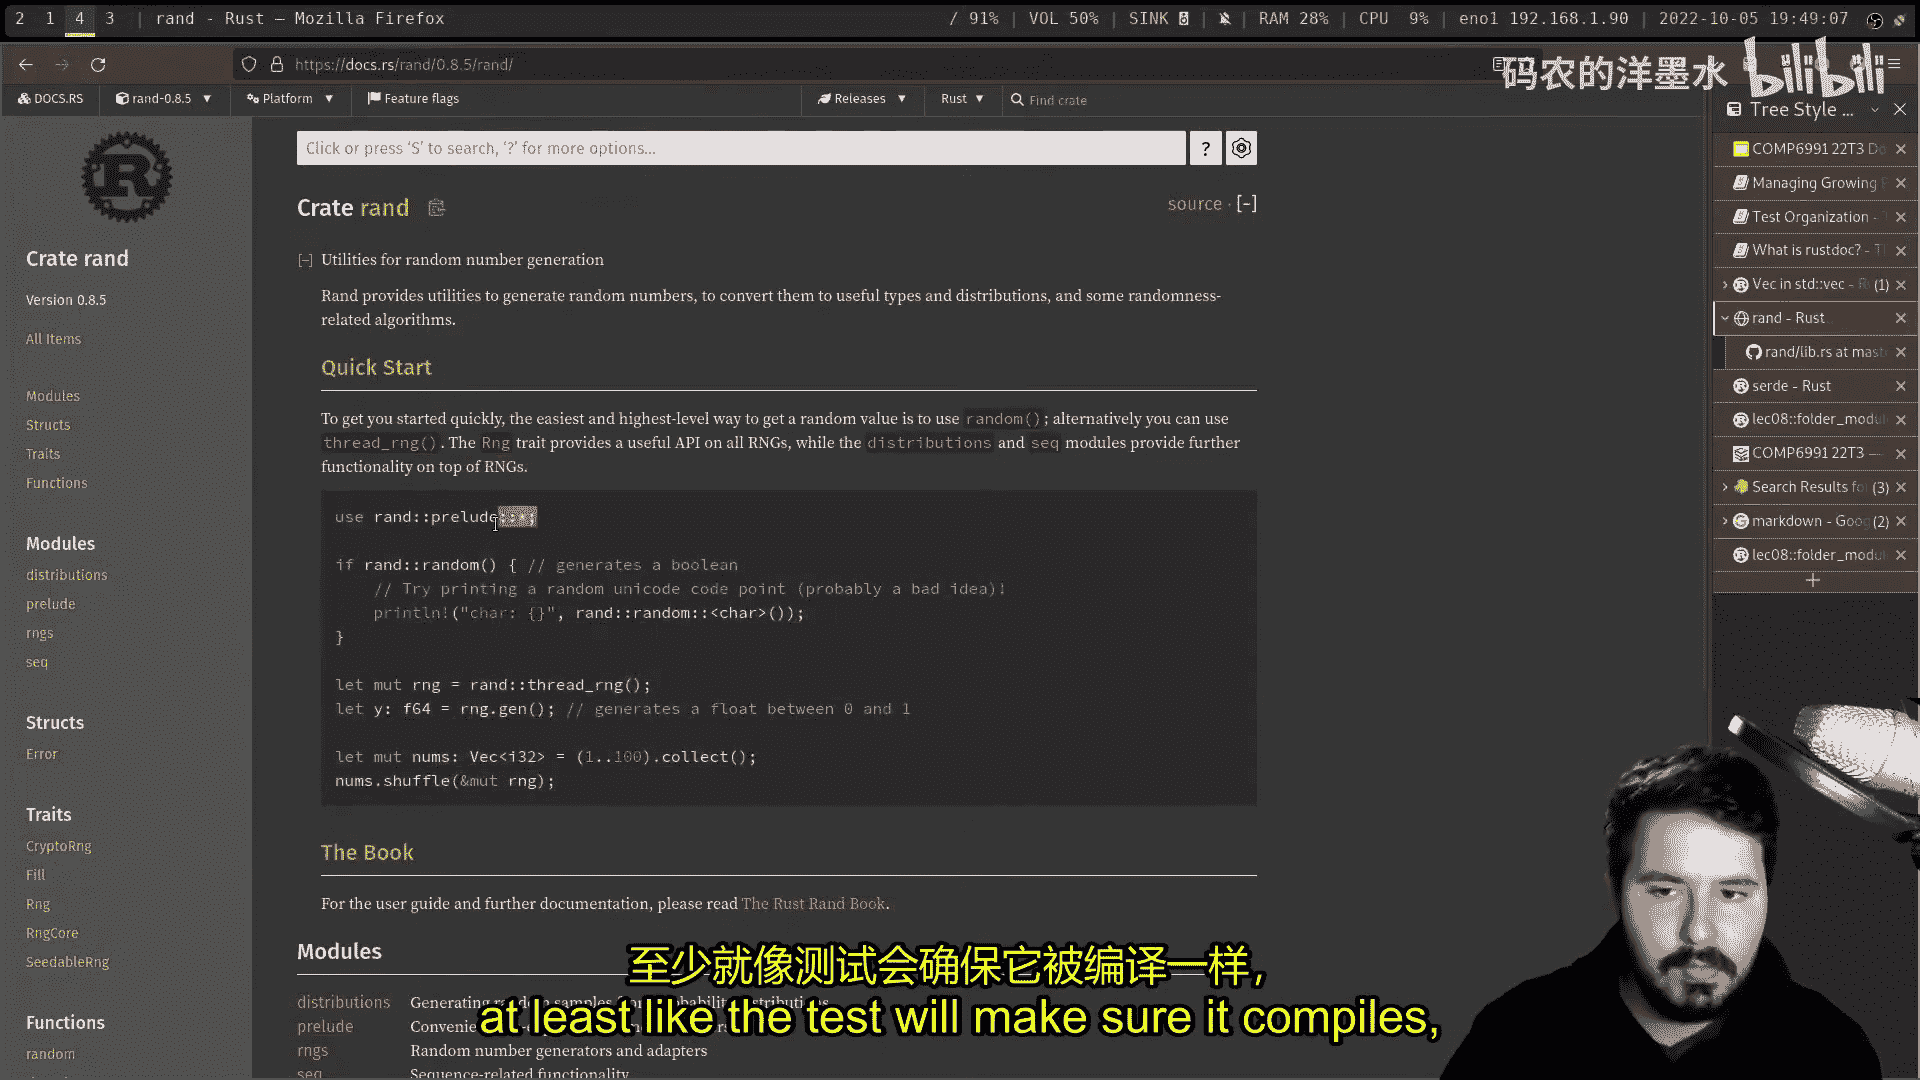 2 1 4 3 | rand - Rust — Mozilla Firefox
/ 91% | VOL 50% | SINK | RAM 28% | CPU 9% | eno1 192.168.1.90 | 2022-10-05 19:49:07
https://docs.rs/rand/0.8.5/rand/
码农的洋墨水 bilibili
DOCS.RS rand-0.8.5 Platform Feature flags Releases Rust Find crate
Tree Style ...
Click or press ‘S’ to search, ‘?’ for more options...
?
Crate rand
source · [-]
Crate rand
Version 0.8.5
All Items
Modules
Structs
Traits
Functions
Modules
distributions
prelude
rngs
seq
Structs
Error
Traits
CryptoRng
Fill
Rng
RngCore
SeedableRng
Functions
random
[-] Utilities for random number generation
Rand provides utilities to generate random numbers, to convert them to useful types and distributions, and some randomness-
related algorithms.
Quick Start
To get you started quickly, the easiest and highest-level way to get a random value is to use random(); alternatively you can use
thread_rng(). The Rng trait provides a useful API on all RNGs, while the distributions and seq modules provide further
functionality on top of RNGs.
use rand::prelude::*;
if rand::random() { // generates a boolean
// Try printing a random unicode code point (probably a bad idea)!
println!("char: {}", rand::random::<char>());
}
let mut rng = rand::thread_rng();
let y: f64 = rng.gen(); // generates a float between 0 and 1
let mut nums: Vec<i32> = (1..100).collect();
nums.shuffle(&mut rng);
The Book
For the user guide and further documentation, please read The Rust Rand Book.
Modules
distributions Generating random samples from probability distributions
prelude
rngs Random number generators and adapters
seq Sequence-related functionality
COMP6991 22T3
Managing Growing
Test Organization -
What is rustdoc? -
Vec in std::vec - (1)
rand - Rust
rand/lib.rs at mast
serde - Rust
lec08::folder_modu
COMP6991 22T3 —
Search Results fo (3)
markdown - Goo (2)
lec08::folder_modu
至少就像测试会确保它被编译一样，
at least like the test will make sure it compiles,